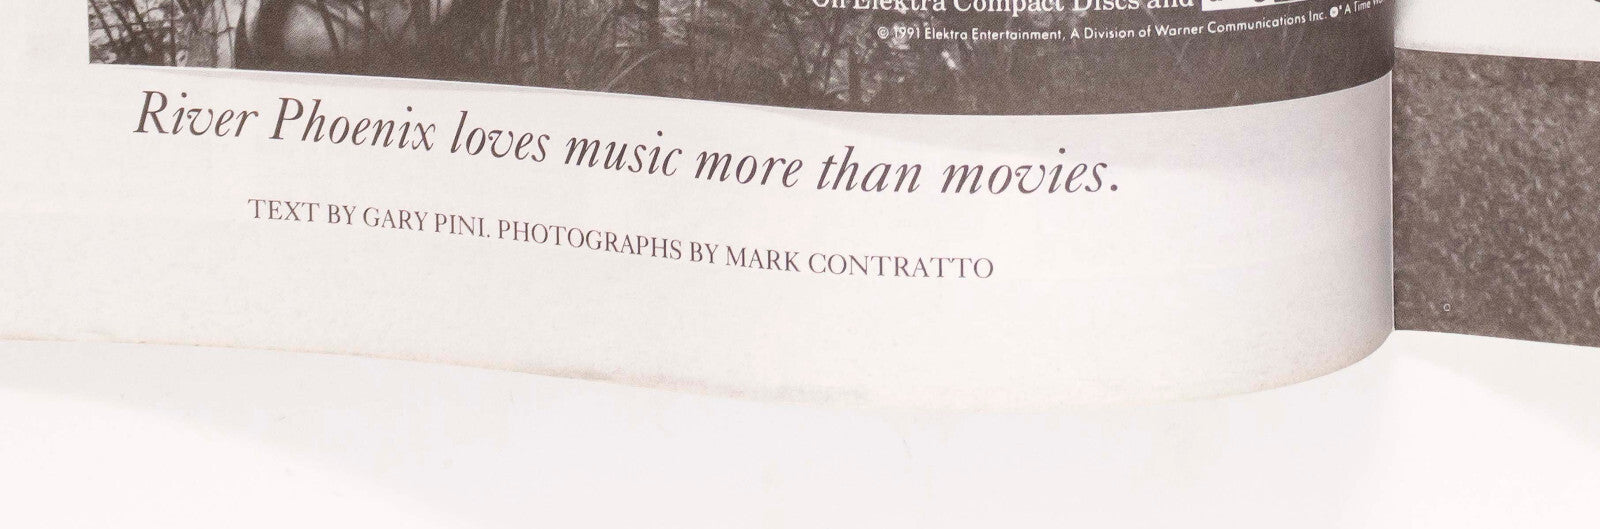 On Elektra Compact Discs and
© 1991 Elektra Entertainment, A Division of Warner Communications Inc. A Time
River Phoenix loves music more than movies.
TEXT BY GARY PINI. PHOTOGRAPHS BY MARK CONTRATTO